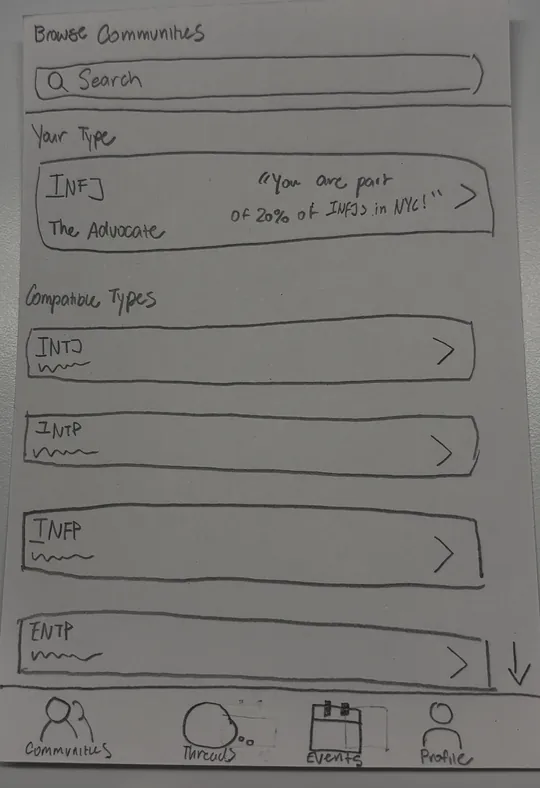 Browse Communities
Search
Your Type
INFJ
"You are part
of 20% of INFJs in NYC!"
The Advocate
Compatible Types
INTJ
INTP
INFP
ENTP
Communities
Threads
Events
Profile